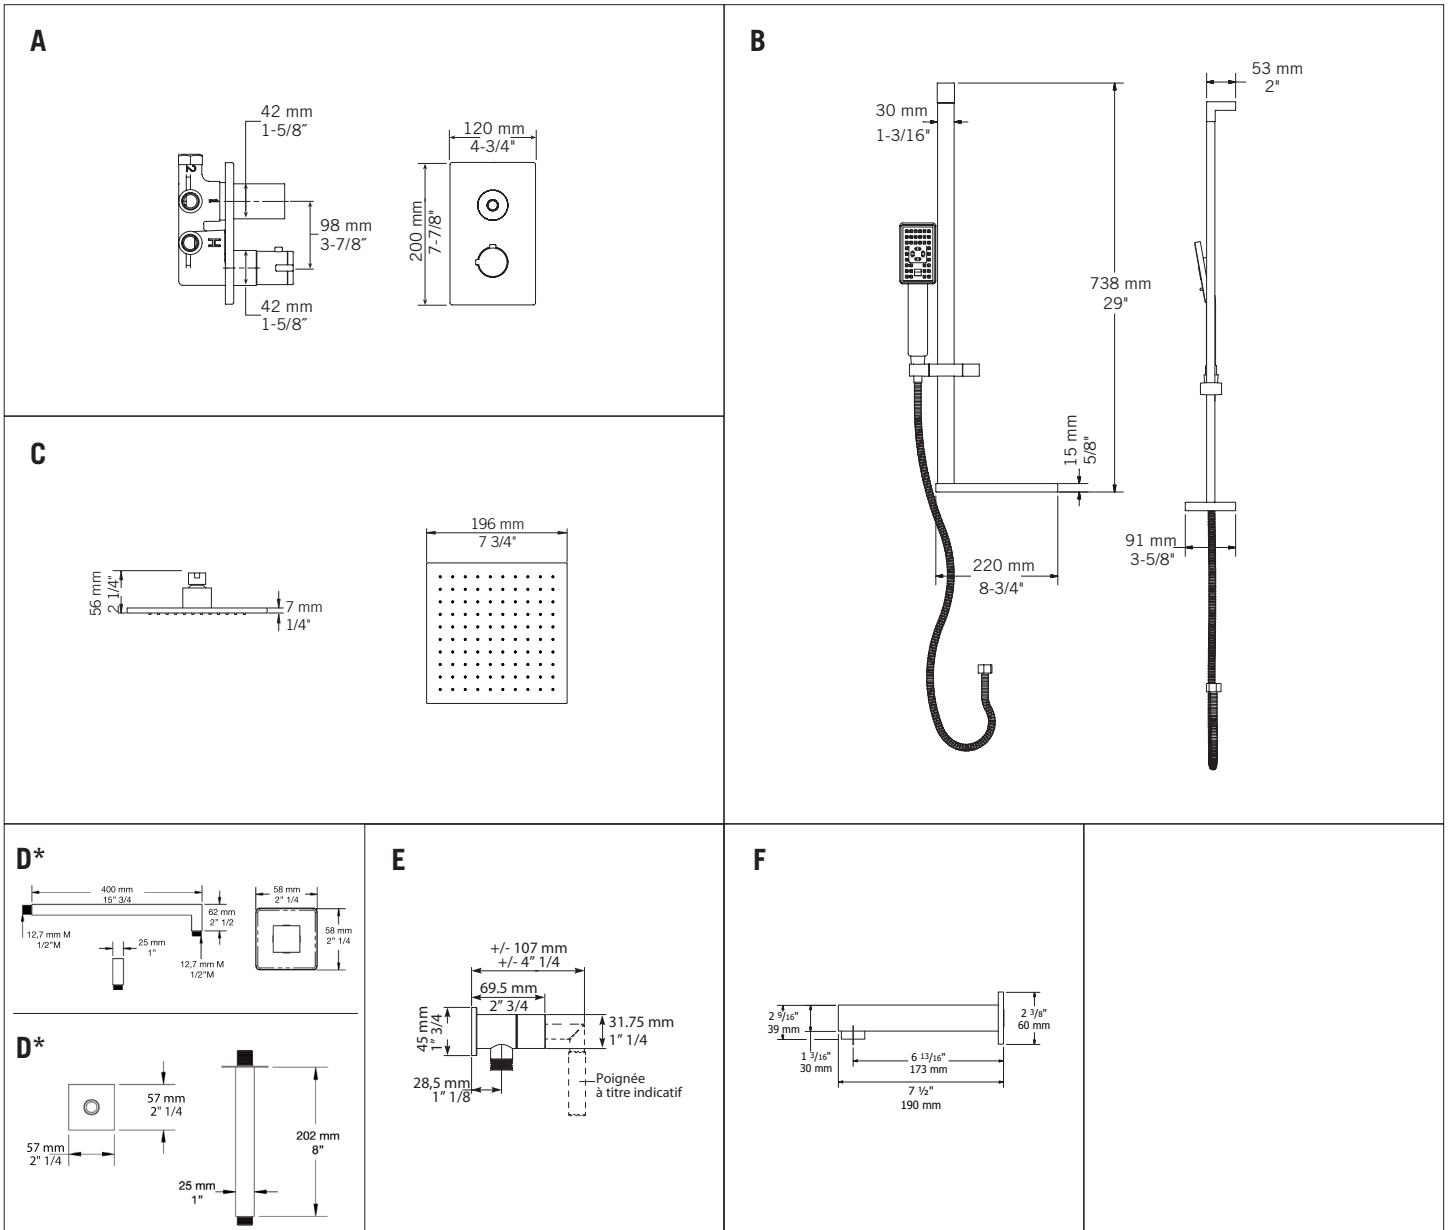 A
42 mm
1-5/8″
120 mm
4-3/4"
98 mm
3-7/8″
200 mm
7-7/8"
42 mm
1-5/8″
2
1
H
B
53 mm
2"
30 mm
1-3/16"
738 mm
29"
15 mm
5/8"
91 mm
3-5/8"
220 mm
8-3/4"
C
196 mm
7 3/4"
56 mm
2 1/4"
7 mm
1/4"
D*
400 mm
15" 3/4
62 mm
2" 1/2
12,7 mm M
1/2"M
25 mm
1"
12,7 mm M
1/2"M
58 mm
2" 1/4
58 mm
2" 1/4
D*
57 mm
2" 1/4
57 mm
2" 1/4
202 mm
8"
25 mm
1"
E
+/- 107 mm
+/- 4” 1/4
69.5 mm
2” 3/4
45 mm
1” 3/4
31.75 mm
1” 1/4
28,5 mm
1” 1/8
Poignée
à titre indicatif
F
2 9/16"
39 mm
1 3/16"
30 mm
2 3/8"
60 mm
6 13/16"
173 mm
7 ½"
190 mm